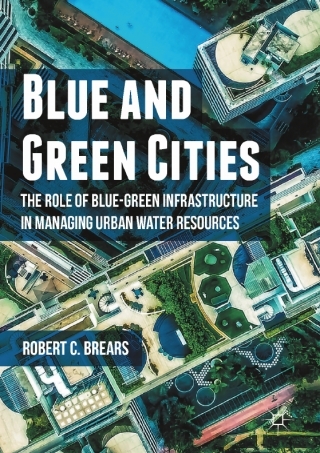 BLUE AND
GREEN CITIES
THE ROLE OF BLUE-GREEN INFRASTRUCTURE
IN MANAGING URBAN WATER RESOURCES
ROBERT C. BREARS